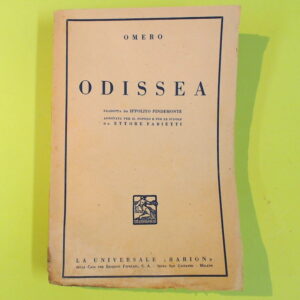 OMERO
ODISSEA
TRADOTTA DA IPPOLITO PINDEMONTE
ANNOTATA PER IL POPOLO E PER LE SCUOLE
DA ETTORE FABIETTI
LA UNIVERSALE „BARION"
DELLA CASA PER EDIZIONI POPOLARI, S. A. - SESTO SAN GIOVANNI - MILANO